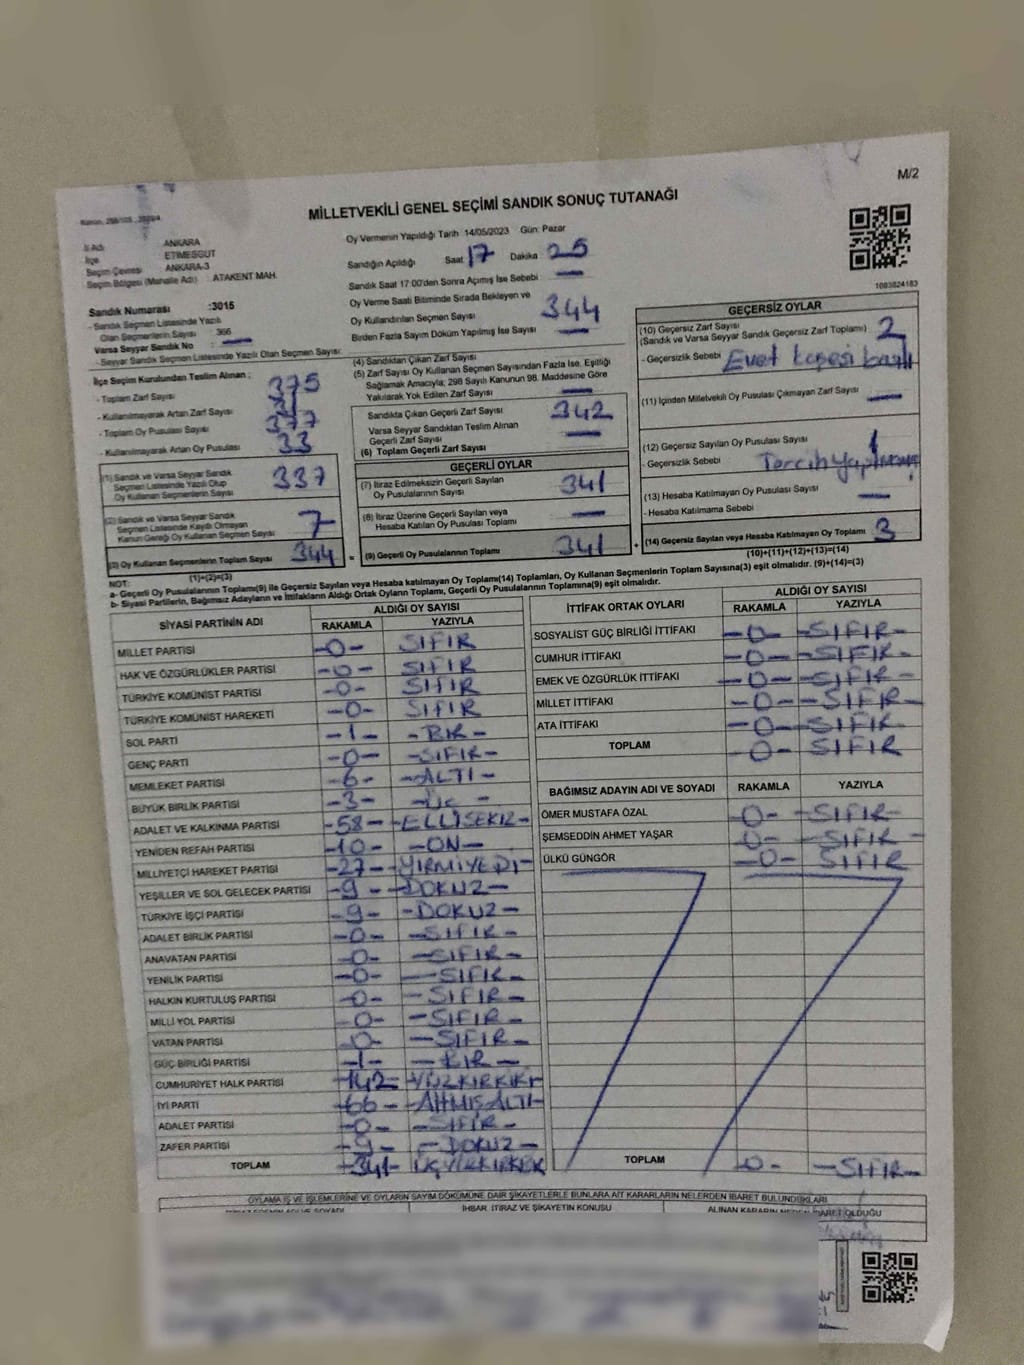 M/2
MİLLETVEKİLİ GENEL SEÇİMİ SANDIK SONUÇ TUTANAĞI
İl Adı ANKARA
İlçe ETİMESGUT
Seçim Çevresi ANKARA-3
Seçim Bölgesi (Mahalle Adı) : ATAKENT MAH.
Sandık Numarası :3015
- Sandık Seçmen Listesinde Yazılı
Olan Seçmenlerin Sayısı 366
Varsa Seyyar Sandık No : —
- Seyyar Sandık Seçmen Listesinde Yazılı Olan Seçmen Sayısı:
Oy Vermenin Yapıldığı Tarih 14/05/2023 Gün: Pazar
Sandığın Açıldığı Saat 17 Dakika : 25
Sandık Saat 17:00'den Sonra Açımış İse Sebebi —
Oy Verme Saati Bitiminde Sırada Bekleyen ve
Oy Kullandırılan Seçmen Sayısı 344
Birden Fazla Sayım Döküm Yapılmış İse Sayısı —
1083824183
İlçe Seçim Kurulundan Teslim Alınan ;
- Toplam Zarf Sayısı 375
- Kullanılmayarak Artan Zarf Sayısı
- Toplam Oy Pusulası Sayısı 377
- Kullanılmayarak Artan Oy Pusulası 33
(1) Sandık ve Varsa Seyyar Sandık
Seçmen Listesinde Yazılı Olup
Oy Kullanan Seçmenlerin Sayısı 337
(2) Sandık ve Varsa Seyyar Sandık
Seçmen Listesinde Kayıtlı Olmayan
Kanun Gereği Oy Kullanan Seçmen Sayısı 7
(3) Oy Kullanan Seçmenlerin Toplam Sayısı 344
(4) Sandıktan Çıkan Zarf Sayısı
(5) Zarf Sayısı Oy Kullanan Seçmen Sayısından Fazla İse, Eşitliği
Sağlamak Amacıyla; 298 Sayılı Kanunun 98. Maddesine Göre
Yakılarak Yok Edilen Zarf Sayısı —
Sandıkta Çıkan Geçerli Zarf Sayısı 342
Varsa Seyyar Sandıktan Teslim Alınan
Geçerli Zarf Sayısı —
(6) Toplam Geçerli Zarf Sayısı
GEÇERLİ OYLAR
(7) İtiraz Edilmeksizin Geçerli Sayılan
Oy Pusulalarının Sayısı 341
(8) İtiraz Üzerine Geçerli Sayılan veya
Hesaba Katılan Oy Pusulası Toplamı —
= (9) Geçerli Oy Pusulalarının Toplamı 341
GEÇERSİZ OYLAR
(10) Geçersiz Zarf Sayısı
(Sandık ve Varsa Seyyar Sandık Geçersiz Zarf Toplamı) 2
- Geçersizlik Sebebi Evet kaşesi baslı
(11) İçinden Milletvekili Oy Pusulası Çıkmayan Zarf Sayısı —
(12) Geçersiz Sayılan Oy Pusulası Sayısı 1
- Geçersizlik Sebebi Tercih
(13) Hesaba Katılmayan Oy Pusulası Sayısı —
- Hesaba Katılmama Sebebi
+ (14) Geçersiz Sayılan veya Hesaba Katılmayan Oy Toplamı 3
NOT: (1)+(2)=(3) (10)+(11)+(12)+(13)=(14)
a- Geçerli Oy Pusulasının Toplamı(9) ile Geçersiz Sayılan veya Hesaba katılmayan Oy Toplamı(14) Toplamları, Oy Kullanan Seçmenlerin Toplam Sayısına(3) eşit olmalıdır. (9)+(14)=(3)
b- Siyasi Partilerin, Bağımsız Adayların ve İttifakların Aldığı Ortak Oyların Toplamı, Geçerli Oy Pusulalarının Toplamına(9) eşit olmalıdır.
SİYASİ PARTİNİN ADI ALDIĞI OY SAYISI
RAKAMLA YAZIYLA
MİLLET PARTİSİ -0- SIFIR
HAK VE ÖZGÜRLÜKLER PARTİSİ -0- SIFIR
TÜRKİYE KOMÜNİST PARTİSİ -0- SIFIR
TÜRKİYE KOMÜNİST HAREKETİ -0- SIFIR
SOL PARTİ -1- -BİR-
GENÇ PARTİ -0- -SIFIR-
MEMLEKET PARTİSİ -6- -ALTI-
BÜYÜK BİRLİK PARTİSİ -3- -ÜÇ-
ADALET VE KALKINMA PARTİSİ -58- -ELLİSEKİZ-
YENİDEN REFAH PARTİSİ -10- -ON-
MİLLİYETÇİ HAREKET PARTİSİ -27- -YİRMİYEDİ-
YEŞİLLER VE SOL GELECEK PARTİSİ -9- -DOKUZ-
TÜRKİYE İŞÇİ PARTİSİ -9- -DOKUZ-
ADALET BİRLİK PARTİSİ -0- -SIFIR-
ANAVATAN PARTİSİ -0- -SIFIR-
YENİLİK PARTİSİ -0- -SIFIR-
HALKIN KURTULUŞ PARTİSİ -0- -SIFIR-
MİLLİ YOL PARTİSİ -0- -SIFIR-
VATAN PARTİSİ -0- -SIFIR-
GÜÇ BİRLİĞİ PARTİSİ -1- -BİR-
CUMHURİYET HALK PARTİSİ -142- -YÜZKIRKİKİ
İYİ PARTİ -66- -ALTMIŞALTI-
ADALET PARTİSİ -0- -SIFIR-
ZAFER PARTİSİ -9- -DOKUZ-
TOPLAM -341- ÜÇYÜZKIRKBİR
İTTİFAK ORTAK OYLARI ALDIĞI OY SAYISI
RAKAMLA YAZIYLA
SOSYALİST GÜÇ BİRLİĞİ İTTİFAKI -0- -SIFIR-
CUMHUR İTTİFAKI -0- -SIFIR-
EMEK VE ÖZGÜRLÜK İTTİFAKI -0- -SIFIR-
MİLLET İTTİFAKI -0- -SIFIR-
ATA İTTİFAKI -0- -SIFIR-
TOPLAM -0- SIFIR
BAĞIMSIZ ADAYIN ADI VE SOYADI RAKAMLA YAZIYLA
ÖMER MUSTAFA ÖZAL -0- -SIFIR-
ŞEMSEDDİN AHMET YAŞAR -0- -SIFIR-
ÜLKÜ GÜNGÖR -0- SIFIR
TOPLAM -0- -SIFIR-
OYLAMA İŞ VE İŞLEMLERİNE VE OYLARIN SAYIM DÖKÜMÜNE DAİR ŞİKAYETLERLE BUNLARA AİT KARARLARIN NELERDEN İBARET BULUNDUKLARI
İHBAR, İTİRAZ VE ŞİKAYETİN KONUSU ALINAN KARARIN NEDEN İBARET OLDUĞU